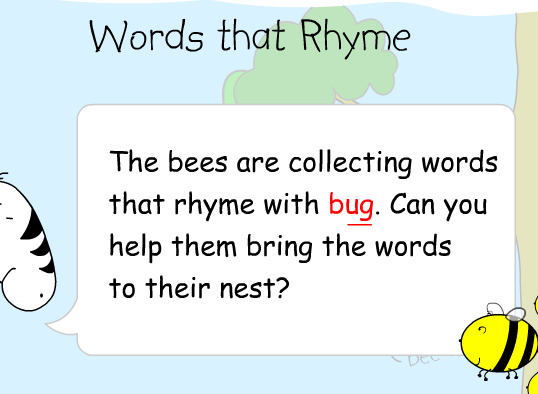 Words that Rhyme
The bees are collecting words
that rhyme with bug. Can you
help them bring the words
to their nest?